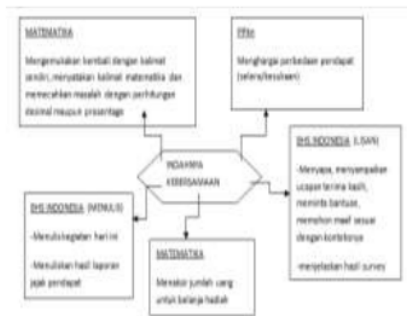 MATEMATIKA
Mengemukakan kembali dengan kalimat
sendiri, menyatakan kalimat matematika dan
memecahkan masalah dengan perhitungan
desimal maupun presentage
PPKn
Menghargai perbedaan pendapat
(selera/kesukaan)
INDAHNYA
KEBERSAMAAN
BHS INDONESIA (LISAN)
-Menyapa, menyampaikan
ucapan terima kasih,
meminta bantuan,
memohon maaf sesuai
dengan konteksnya
-menjelaskan hasil survey
BHS INDONESIA (MENULIS)
-Menulis kegiatan hari ini
-Menuliskan hasil laporan
jajak pendapat
MATEMATIKA
Menaksir jumlah uang
untuk belanja hadiah